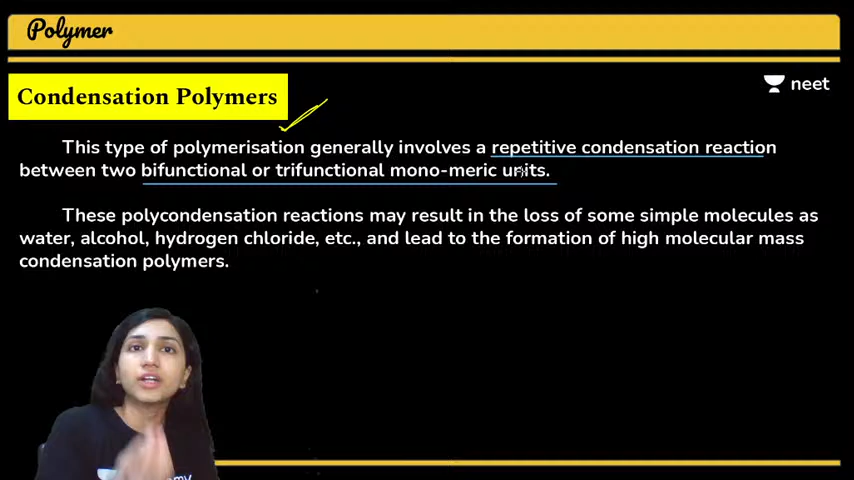 Polymer
Condensation Polymers
neet
This type of polymerisation generally involves a repetitive condensation reaction
between two bifunctional or trifunctional mono-meric units.
These polycondensation reactions may result in the loss of some simple molecules as
water, alcohol, hydrogen chloride, etc., and lead to the formation of high molecular mass
condensation polymers.